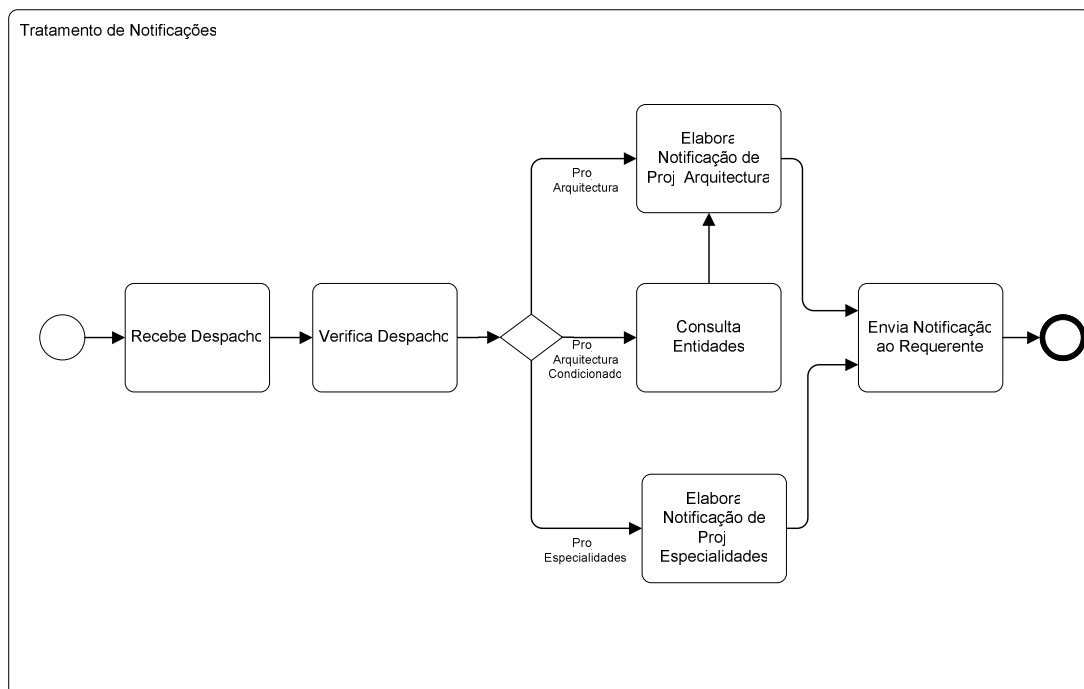 Tratamento de Notificações
Elabora
Notificação de
Proj Arquitectura
Pro
Arquitectura
Recebe Despacho
Verifica Despacho
Pro
Arquitectura
Condicionado
Consulta
Entidades
Envia Notificação
ao Requerente
Elabora
Notificação de
Proj
Especialidades
Pro
Especialidades